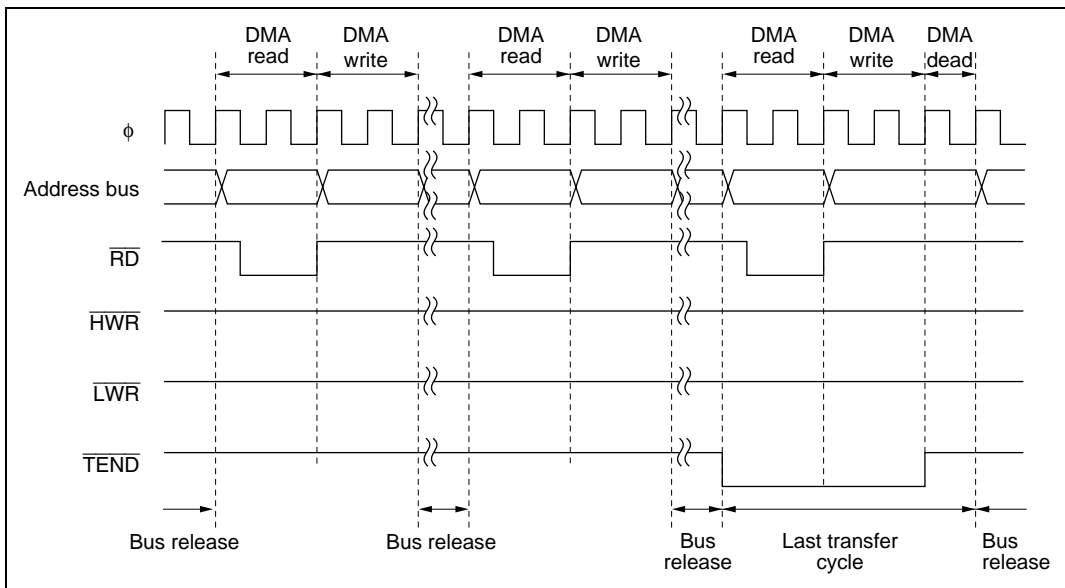 DMA read
DMA write
DMA read
DMA write
DMA read
DMA write
DMA dead
φ
Address bus
RD
HWR
LWR
TEND
Bus release
Bus release
Bus release
Last transfer cycle
Bus release